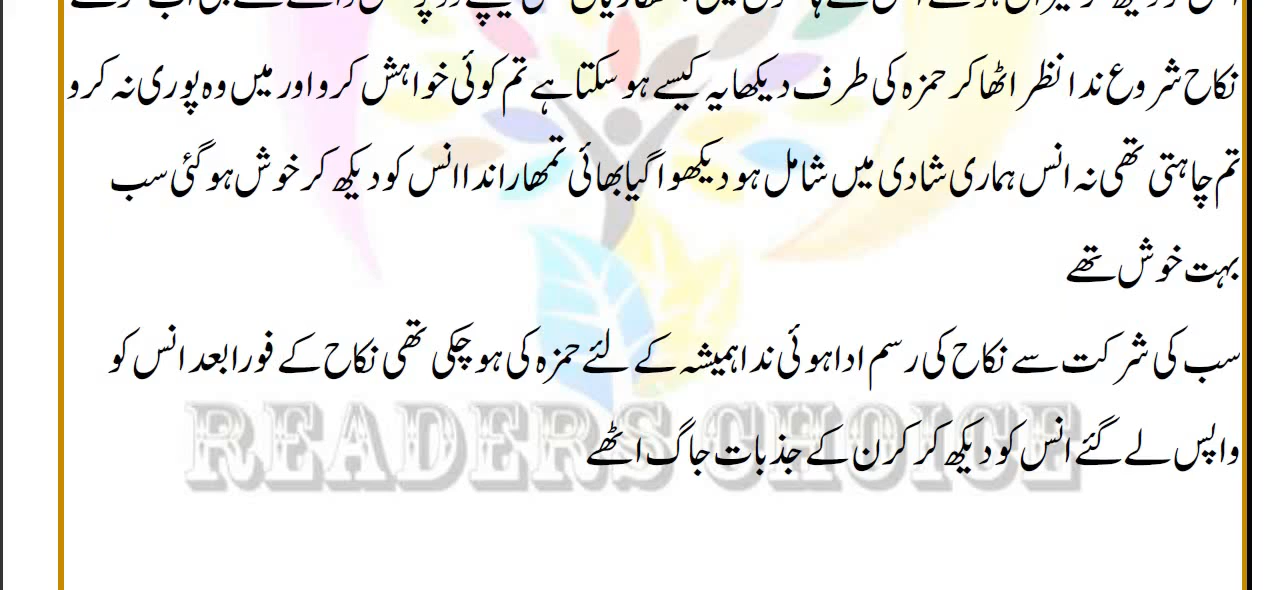 نکاح شروع ندا نظر اٹھا کر حمزہ کی طرف دیکھا یہ کیسے ہو سکتا ہے تم کوئی خواہش کرو اور میں وہ پوری نہ کرو
تم چاہتی تھی نہ انس ہماری شادی میں شامل ہو دیکھو اگیا بھائی تمھارا ندا انس کو دیکھ کر خوش ہو گئی سب
بہت خوش تھے
سب کی شرکت سے نکاح کی رسم ادا ہوئی ندا ہمیشہ کے لئے حمزہ کی ہو چکی تھی نکاح کے فورا بعد انس کو
واپس لے گئے انس کو دیکھ کر کرن کے جذبات جاگ اٹھے
READERS CHOICE